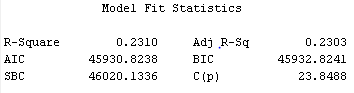 Model Fit Statistics
R-Square 0.2310 Adj R-Sq 0.2303
AIC 45930.8238 BIC 45932.8241
SBC 46020.1336 C(p) 23.8488